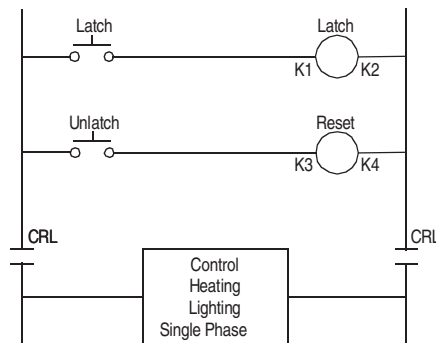 Latch Latch
K1 K2
Unlatch Reset
K3 K4
CRL CRL
Control
Heating
Lighting
Single Phase